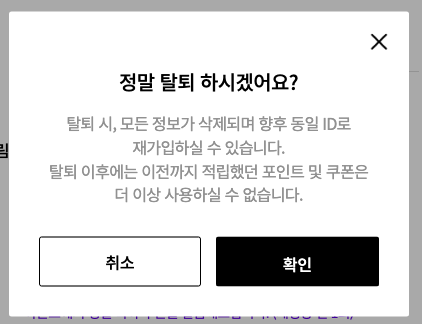 정말 탈퇴 하시겠어요?
탈퇴 시, 모든 정보가 삭제되며 향후 동일 ID로
재가입하실 수 있습니다.
탈퇴 이후에는 이전까지 적립했던 포인트 및 쿠폰은
더 이상 사용하실 수 없습니다.
취소
확인